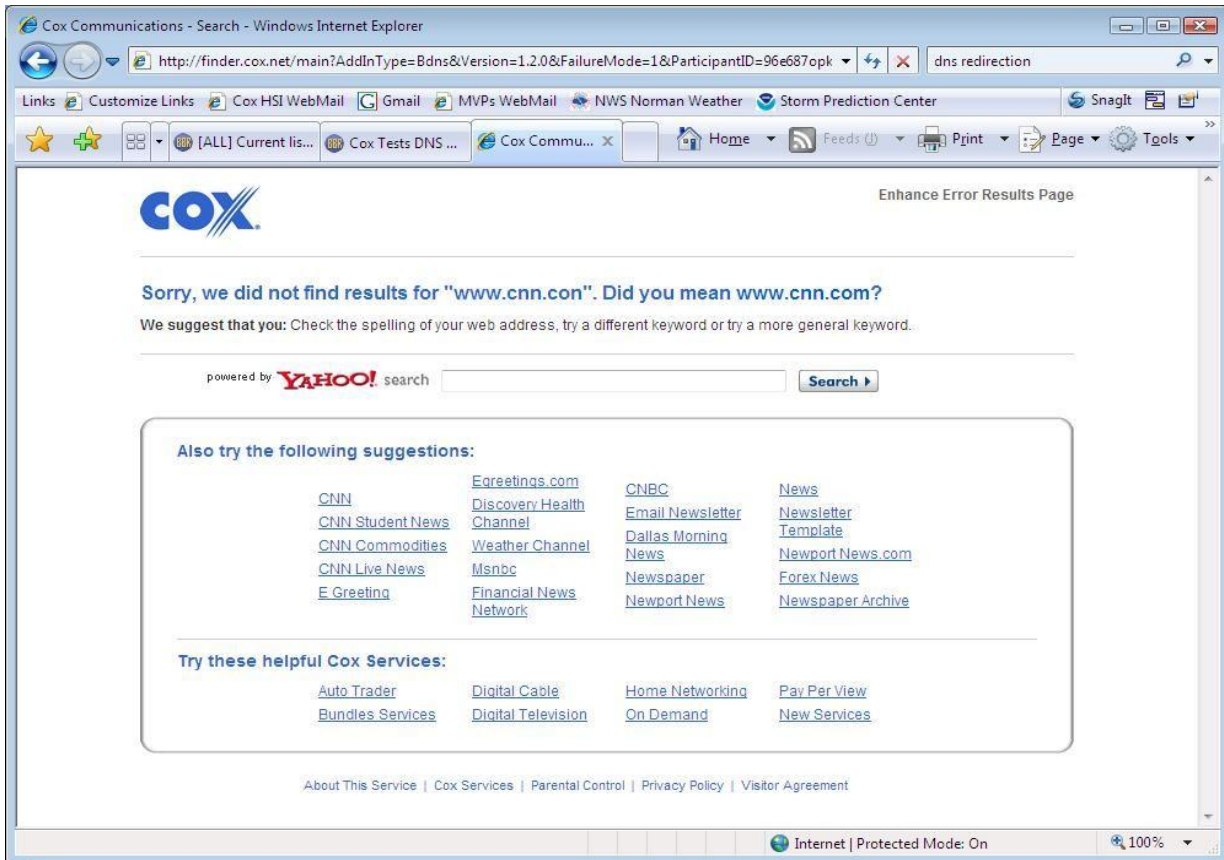 Cox Communications - Search - Windows Internet Explorer
http://finder.cox.net/main?AddInType=Bdns&Version=1.2.0&FailureMode=1&ParticipantID=96e687opk
dns redirection
Links Customize Links Cox HSI WebMail Gmail MVPs WebMail NWS Norman Weather Storm Prediction Center SnagIt
[ALL] Current lis... Cox Tests DNS ... Cox Commu... Home Feeds (J) Print Page Tools
COX
Enhance Error Results Page
Sorry, we did not find results for "www.cnn.con". Did you mean www.cnn.com?
We suggest that you: Check the spelling of your web address, try a different keyword or try a more general keyword.
powered by YAHOO! search Search
Also try the following suggestions:
CNN
CNN Student News
CNN Commodities
CNN Live News
E Greeting
Egreetings.com
Discovery Health
Channel
Weather Channel
Msnbc
Financial News
Network
CNBC
Email Newsletter
Dallas Morning
News
Newspaper
Newport News
News
Newsletter
Template
Newport News.com
Forex News
Newspaper Archive
Try these helpful Cox Services:
Auto Trader Digital Cable Home Networking Pay Per View
Bundles Services Digital Television On Demand New Services
About This Service | Cox Services | Parental Control | Privacy Policy | Visitor Agreement
Internet | Protected Mode: On 100%